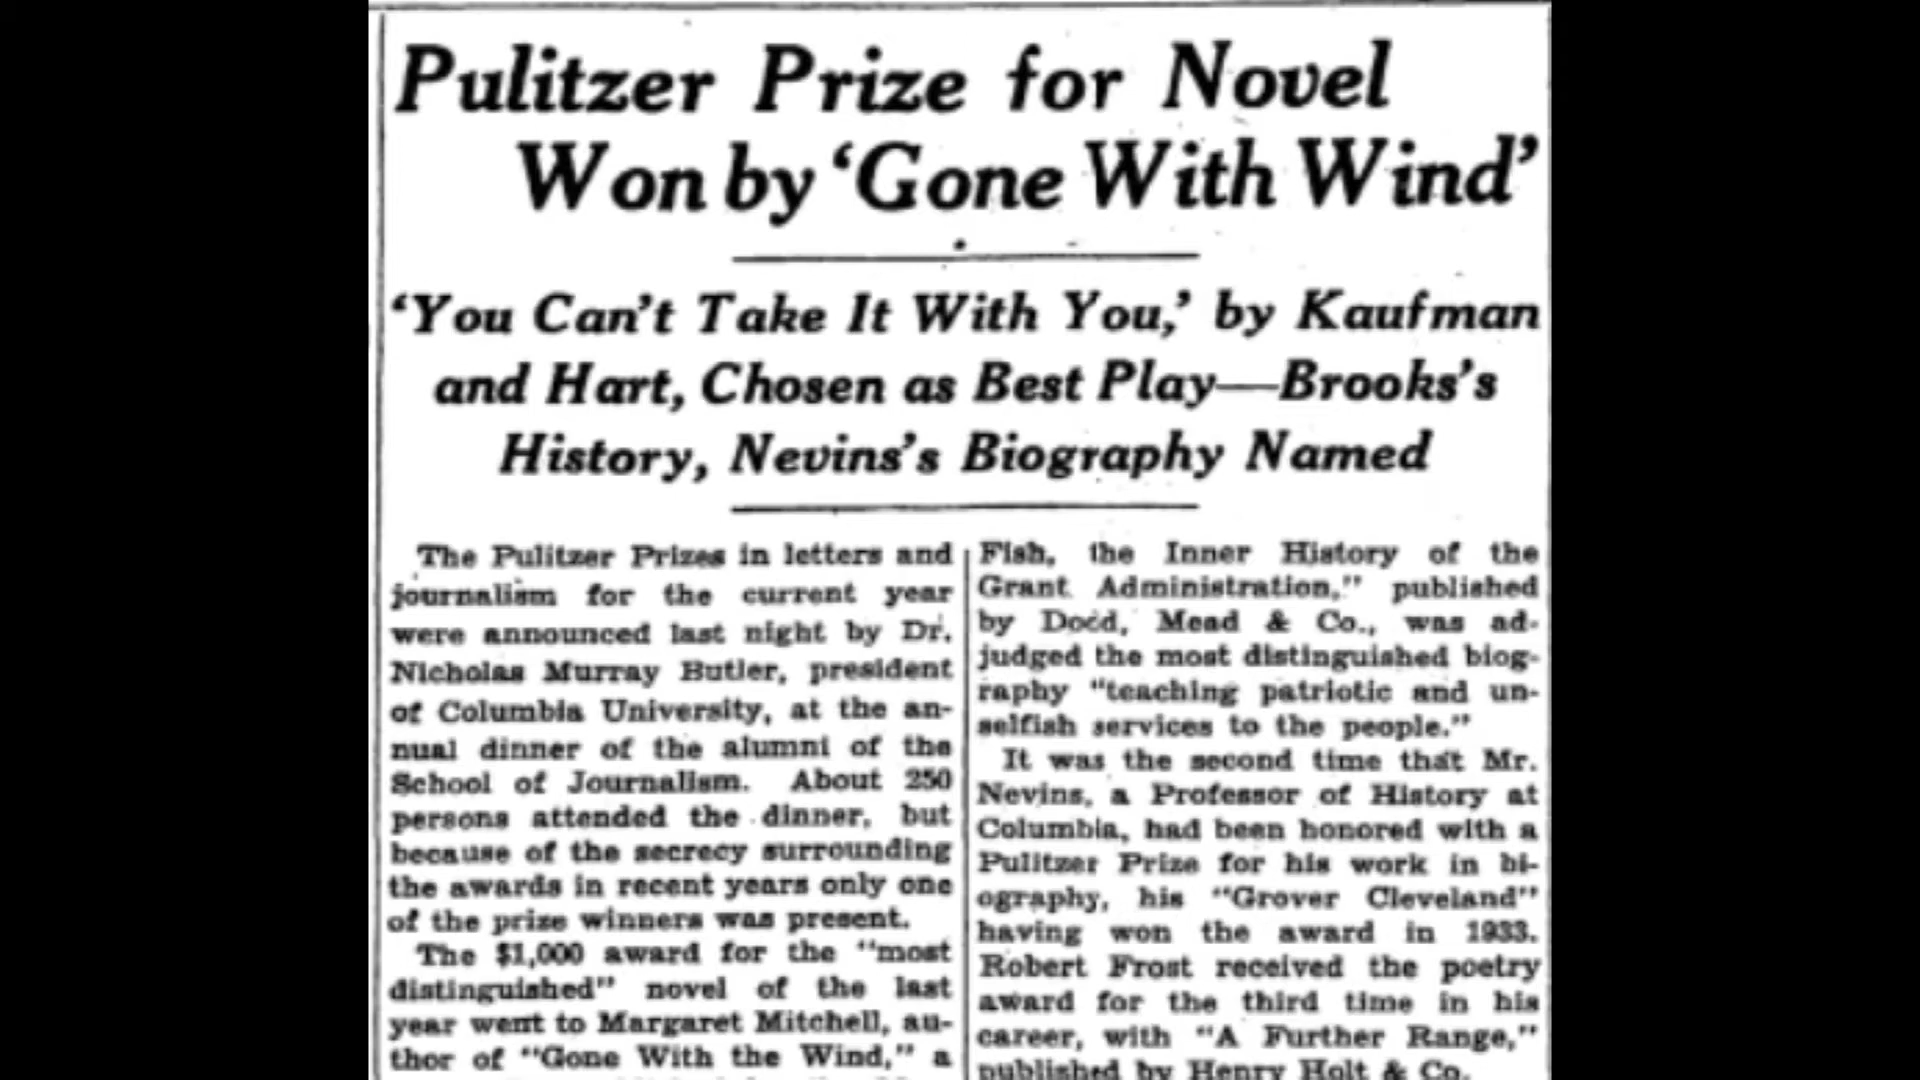 Pulitzer Prize for Novel
Won by ‘Gone With Wind’
‘You Can’t Take It With You,’ by Kaufman
and Hart, Chosen as Best Play—Brooks’s
History, Nevins’s Biography Named
The Pulitzer Prizes in letters and
journalism for the current year
were announced last night by Dr.
Nicholas Murray Butler, president
of Columbia University, at the an-
nual dinner of the alumni of the
School of Journalism. About 250
persons attended the dinner, but
because of the secrecy surrounding
the awards in recent years only one
of the prize winners was present.
The $1,000 award for the “most
distinguished” novel of the last
year went to Margaret Mitchell, au-
thor of “Gone With the Wind,” a
Fish, the Inner History of the
Grant Administration,” published
by Dodd, Mead & Co., was ad-
judged the most distinguished biog-
raphy “teaching patriotic and un-
selfish services to the people.”
It was the second time that Mr.
Nevins, a Professor of History at
Columbia, had been honored with a
Pulitzer Prize for his work in bi-
ography, his “Grover Cleveland”
having won the award in 1933.
Robert Frost received the poetry
award for the third time in his
career, with “A Further Range,”
published by Henry Holt & Co.